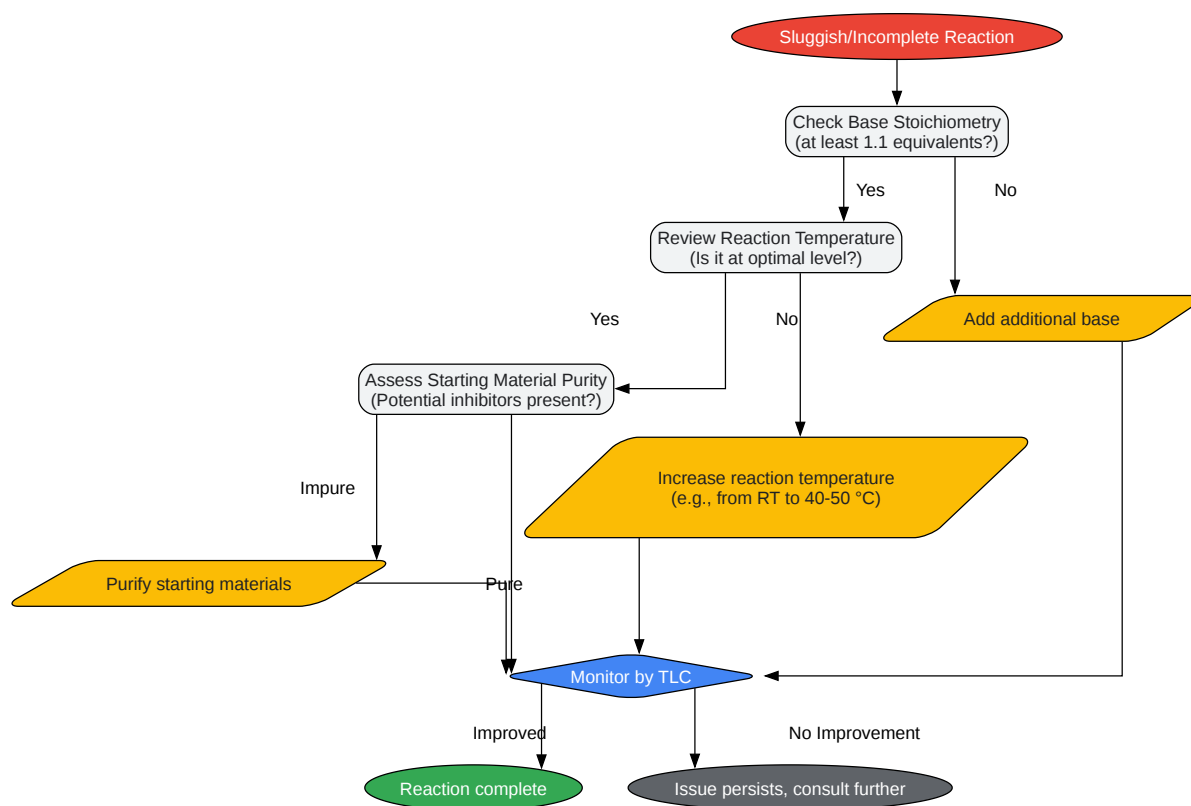 Sluggish/Incomplete Reaction
Check Base Stoichiometry
(at least 1.1 equivalents?)
Yes
No
Review Reaction Temperature
(Is it at optimal level?)
Yes
No
Add additional base
Assess Starting Material Purity
(Potential inhibitors present?)
Impure
Increase reaction temperature
(e.g., from RT to 40-50 °C)
Purify starting materials
Pure
Monitor by TLC
Improved
No Improvement
Reaction complete
Issue persists, consult further